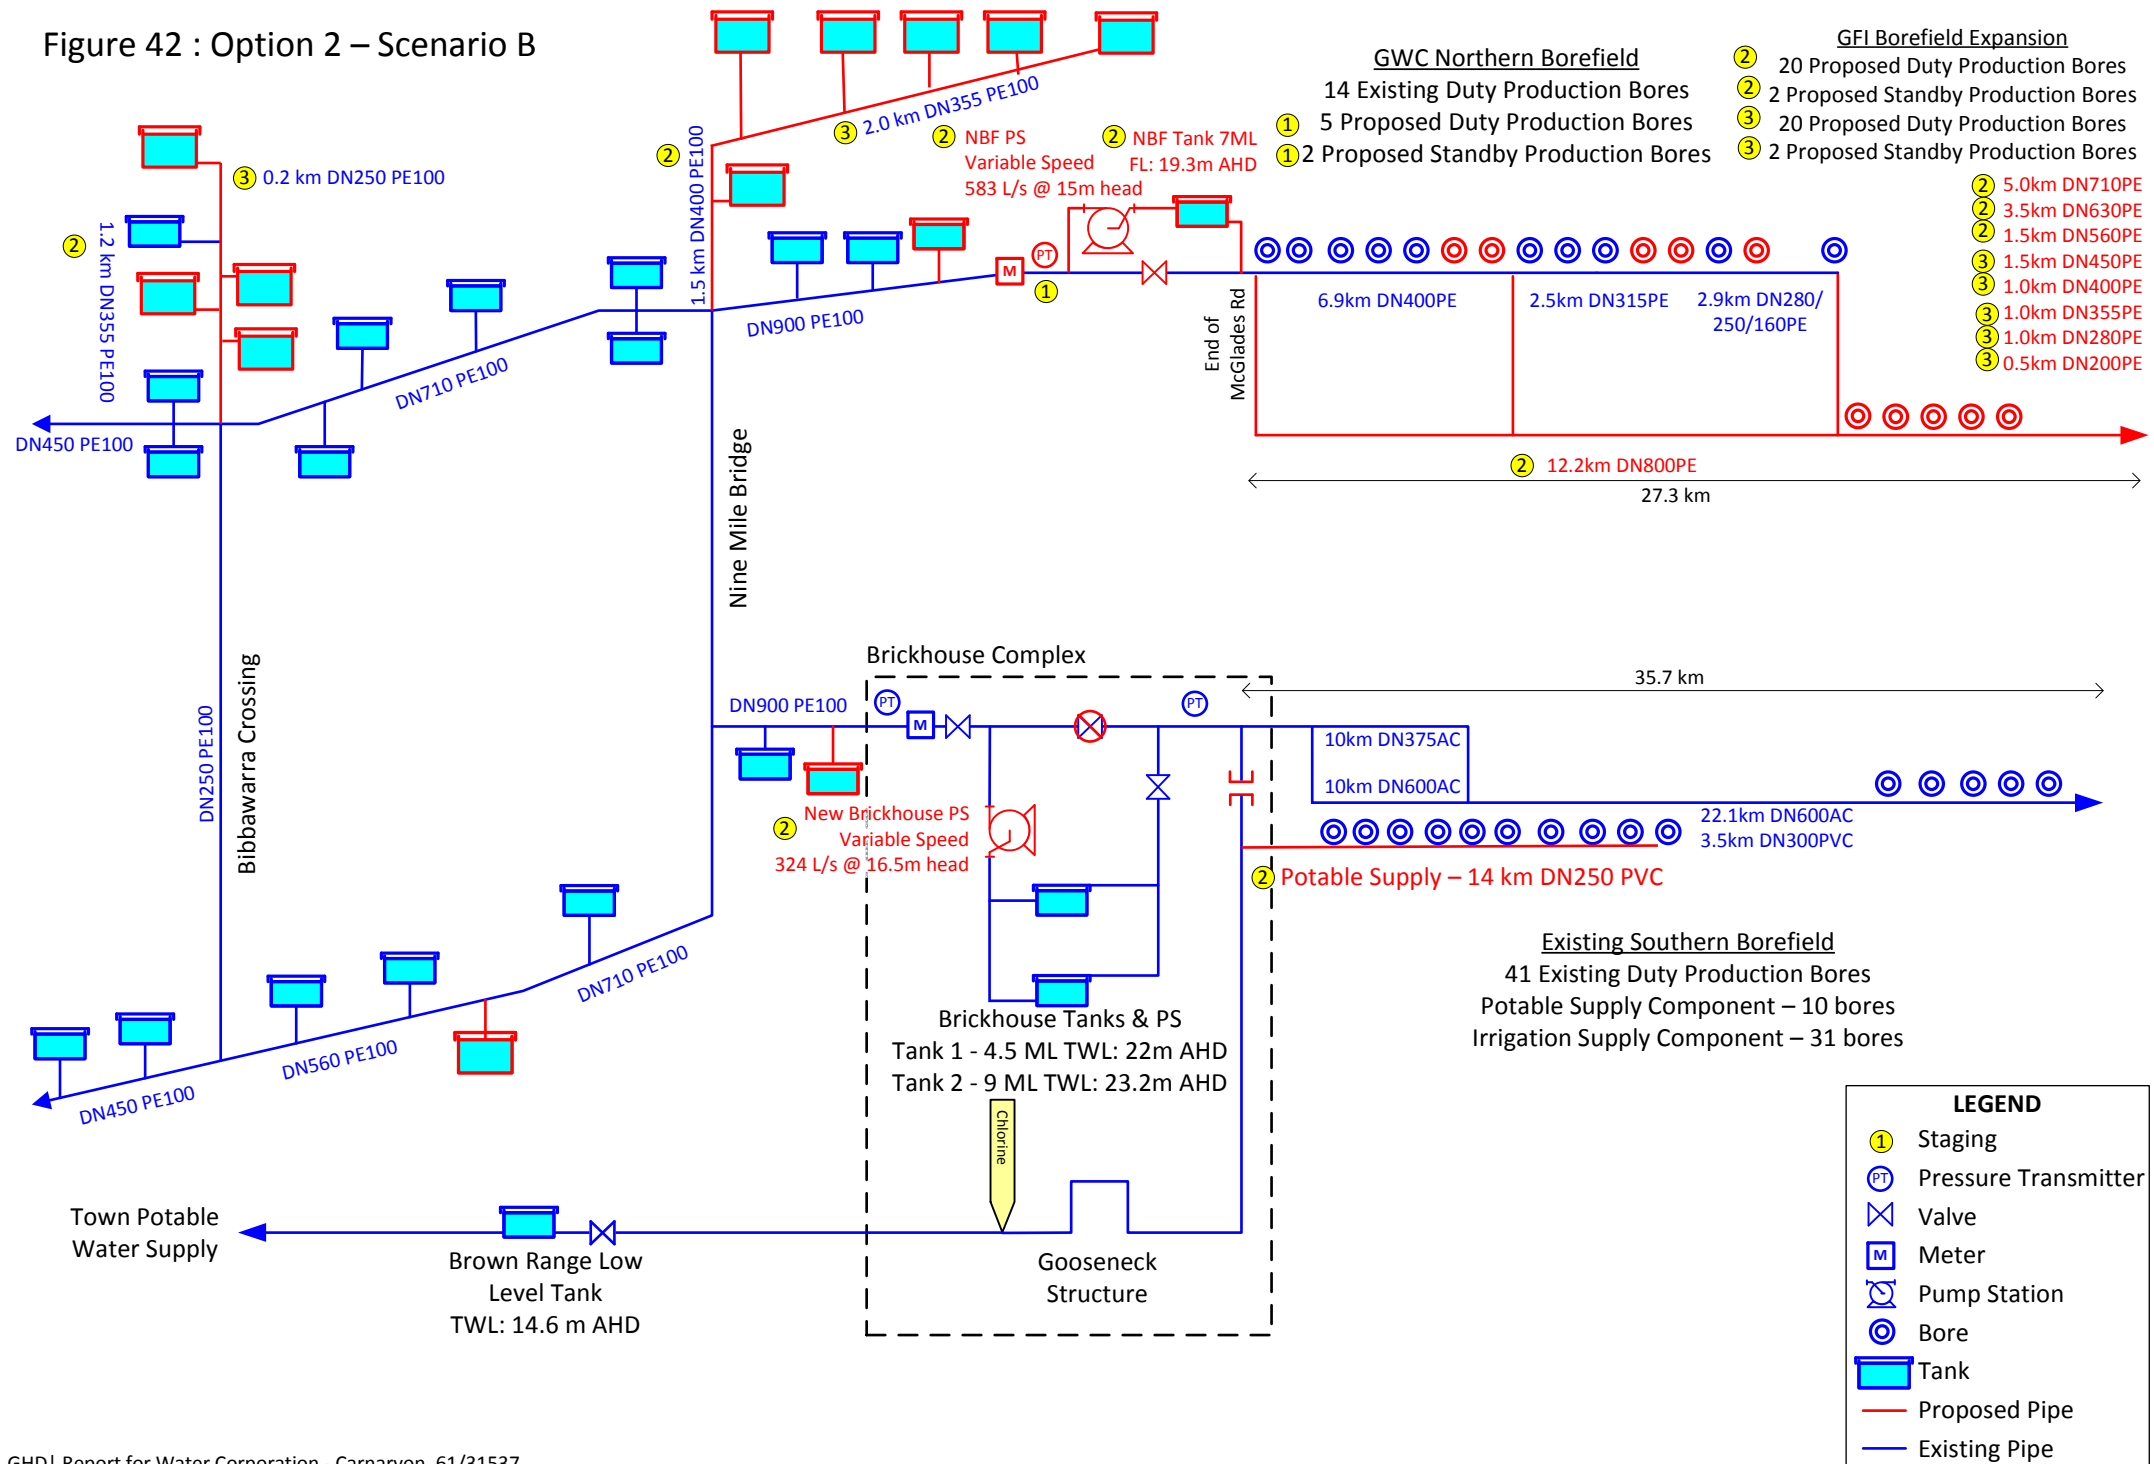 Figure 42 : Option 2 – Scenario B
GWC Northern Borefield
14 Existing Duty Production Bores
1 5 Proposed Duty Production Bores
1 2 Proposed Standby Production Bores
GFI Borefield Expansion
2 20 Proposed Duty Production Bores
2 2 Proposed Standby Production Bores
3 20 Proposed Duty Production Bores
3 2 Proposed Standby Production Bores
2 5.0km DN710PE
2 3.5km DN630PE
2 1.5km DN560PE
3 1.5km DN450PE
3 1.0km DN400PE
3 1.0km DN355PE
3 1.0km DN280PE
3 0.5km DN200PE
3 2.0 km DN355 PE100
2 NBF PS
Variable Speed
583 L/s @ 15m head
2 NBF Tank 7ML
FL: 19.3m AHD
3 0.2 km DN250 PE100
2 1.2 km DN355 PE100
2 1.5 km DN400 PE100
M
PT
1
DN900 PE100
DN710 PE100
DN450 PE100
End of
McGlades Rd
6.9km DN400PE
2.5km DN315PE
2.9km DN280/
250/160PE
2 12.2km DN800PE
27.3 km
Nine Mile Bridge
Bibbawarra Crossing
DN250 PE100
Brickhouse Complex
DN900 PE100
PT
M
PT
35.7 km
10km DN375AC
10km DN600AC
22.1km DN600AC
3.5km DN300PVC
2 New Brickhouse PS
Variable Speed
324 L/s @ 16.5m head
2 Potable Supply – 14 km DN250 PVC
Existing Southern Borefield
41 Existing Duty Production Bores
Potable Supply Component – 10 bores
Irrigation Supply Component – 31 bores
DN710 PE100
DN560 PE100
DN450 PE100
Brickhouse Tanks & PS
Tank 1 - 4.5 ML TWL: 22m AHD
Tank 2 - 9 ML TWL: 23.2m AHD
Chlorine
Town Potable
Water Supply
Brown Range Low
Level Tank
TWL: 14.6 m AHD
Gooseneck
Structure
LEGEND
1 Staging
PT Pressure Transmitter
Valve
M Meter
Pump Station
Bore
Tank
Proposed Pipe
Existing Pipe
GHD| Report for Water Corporation - Carnarvon, 61/31537